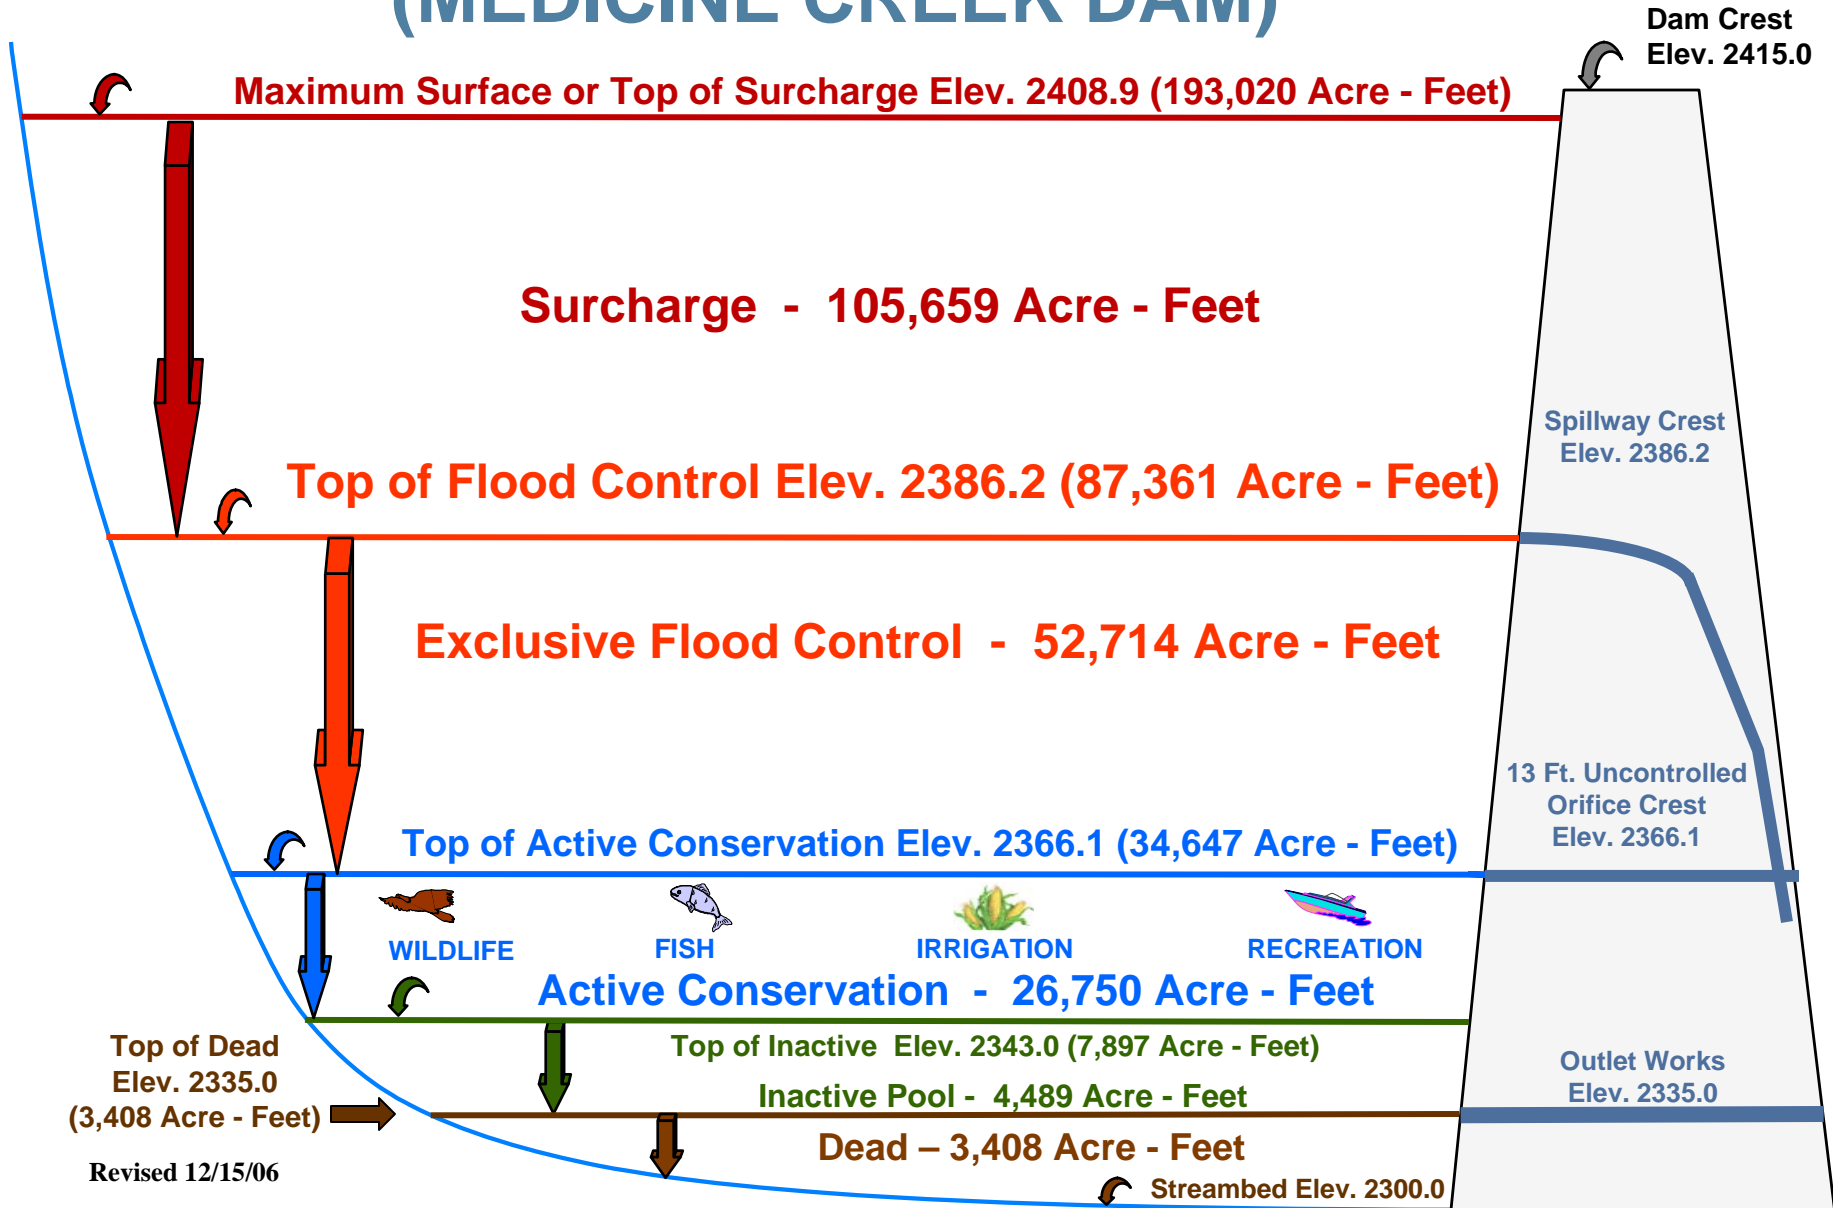 (MEDICINE CREEK DAM)
Dam Crest
Elev. 2415.0
Maximum Surface or Top of Surcharge Elev. 2408.9 (193,020 Acre - Feet)
Surcharge - 105,659 Acre - Feet
Spillway Crest
Elev. 2386.2
Top of Flood Control Elev. 2386.2 (87,361 Acre - Feet)
Exclusive Flood Control - 52,714 Acre - Feet
13 Ft. Uncontrolled
Orifice Crest
Elev. 2366.1
Top of Active Conservation Elev. 2366.1 (34,647 Acre - Feet)
WILDLIFE
FISH
IRRIGATION
RECREATION
Active Conservation - 26,750 Acre - Feet
Top of Inactive Elev. 2343.0 (7,897 Acre - Feet)
Top of Dead
Elev. 2335.0
(3,408 Acre - Feet)
Inactive Pool - 4,489 Acre - Feet
Outlet Works
Elev. 2335.0
Dead – 3,408 Acre - Feet
Revised 12/15/06
Streambed Elev. 2300.0